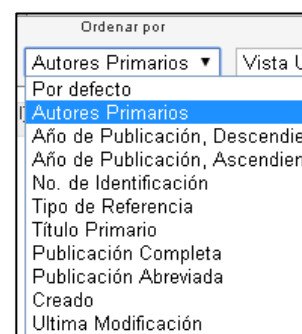 Ordenar por
Autores Primarios ▼ Vista
Por defecto
Autores Primarios
Año de Publicación, Descendie
Año de Publicación, Ascendien
No. de Identificación
Tipo de Referencia
Título Primario
Publicación Completa
Publicación Abreviada
Creado
Ultima Modificación